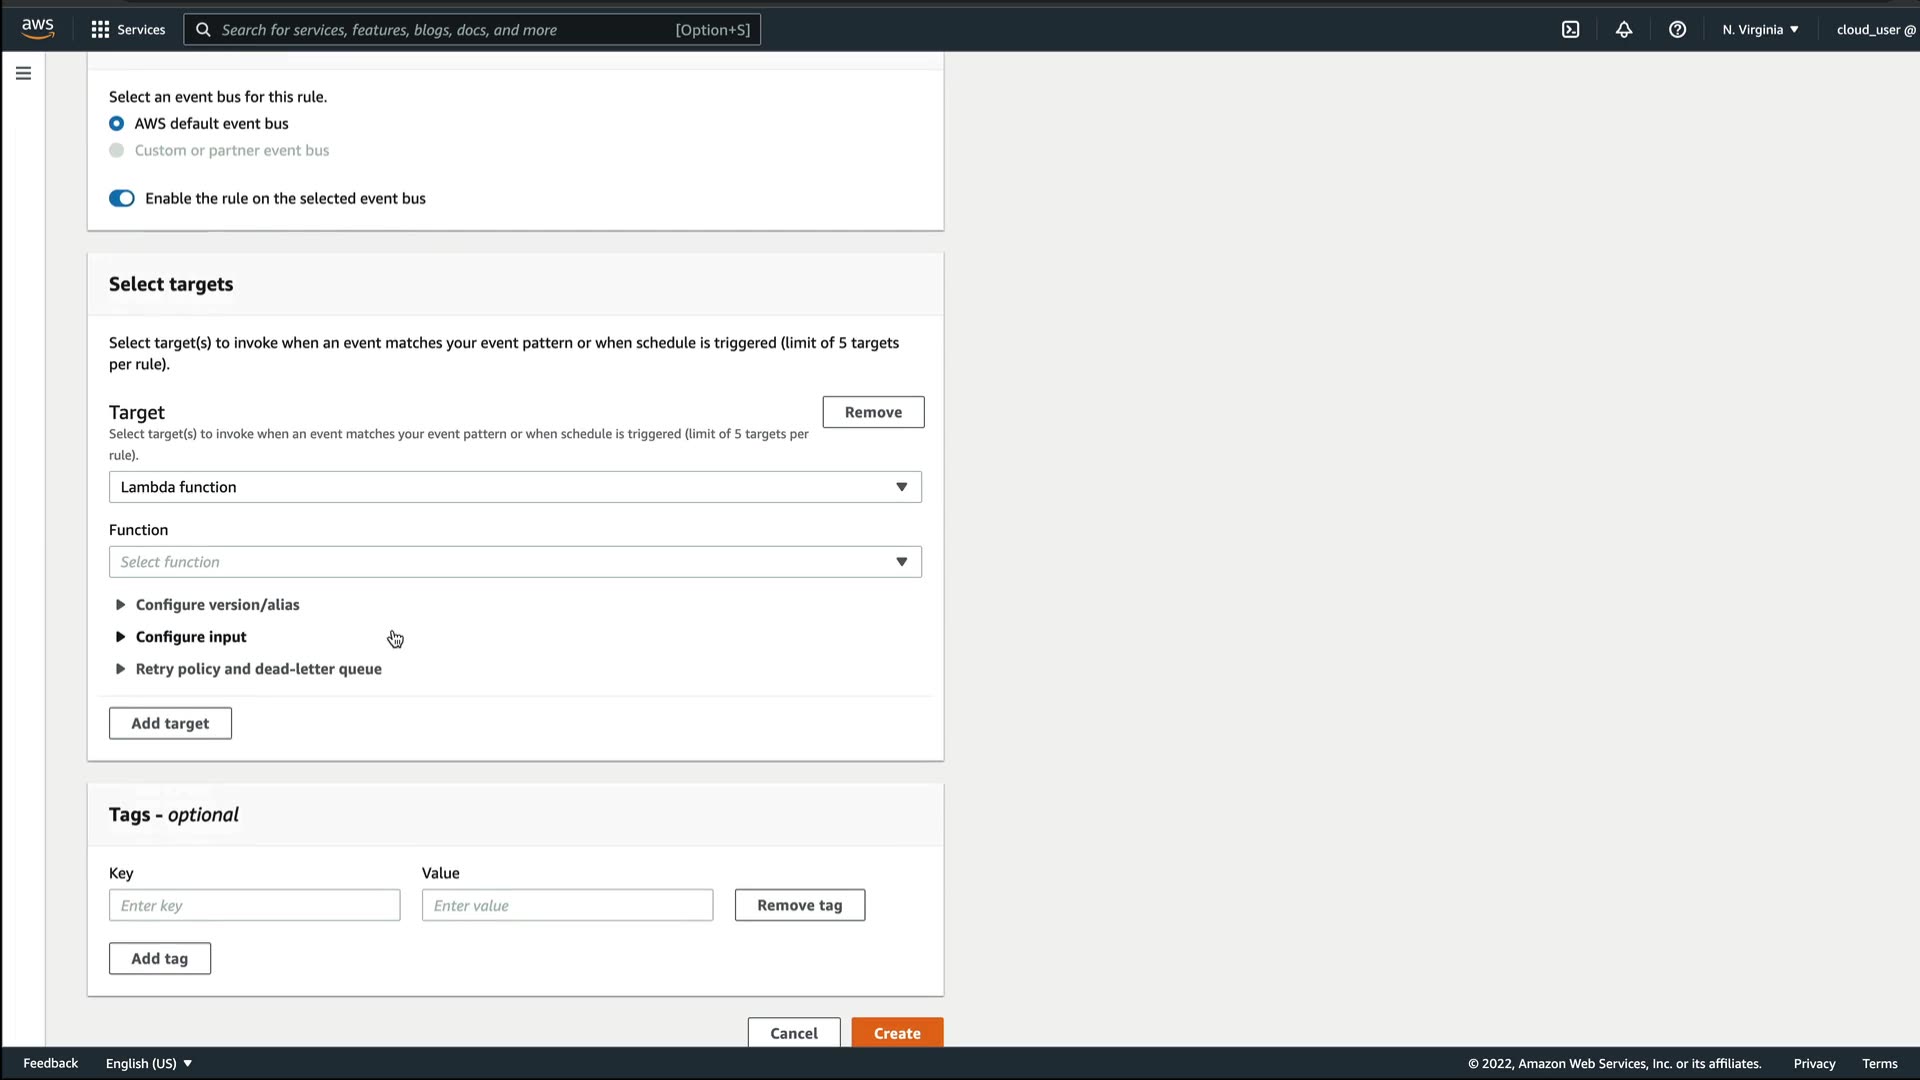 aws
Services
Search for services, features, blogs, docs, and more
[Option+S]
N. Virginia
cloud_user @
Select an event bus for this rule.
AWS default event bus
Custom or partner event bus
Enable the rule on the selected event bus
Select targets
Select target(s) to invoke when an event matches your event pattern or when schedule is triggered (limit of 5 targets
per rule).
Target
Remove
Select target(s) to invoke when an event matches your event pattern or when schedule is triggered (limit of 5 targets per
rule).
Lambda function
Function
Select function
Configure version/alias
Configure input
Retry policy and dead-letter queue
Add target
Tags - optional
Key
Value
Enter key
Enter value
Remove tag
Add tag
Cancel
Create
Feedback
English (US)
© 2022, Amazon Web Services, Inc. or its affiliates.
Privacy
Terms